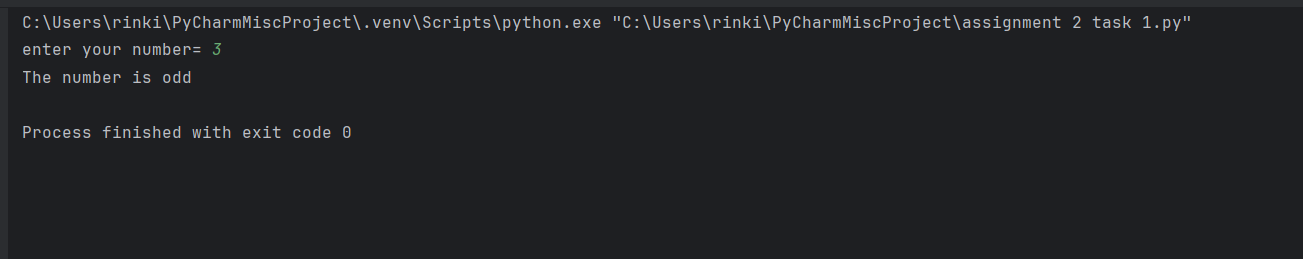 C:\Users\rinki\PyCharmMiscProject\.venv\Scripts\python.exe "C:\Users\rinki\PyCharmMiscProject\assignment 2 task 1.py"
enter your number= 3
The number is odd
Process finished with exit code 0